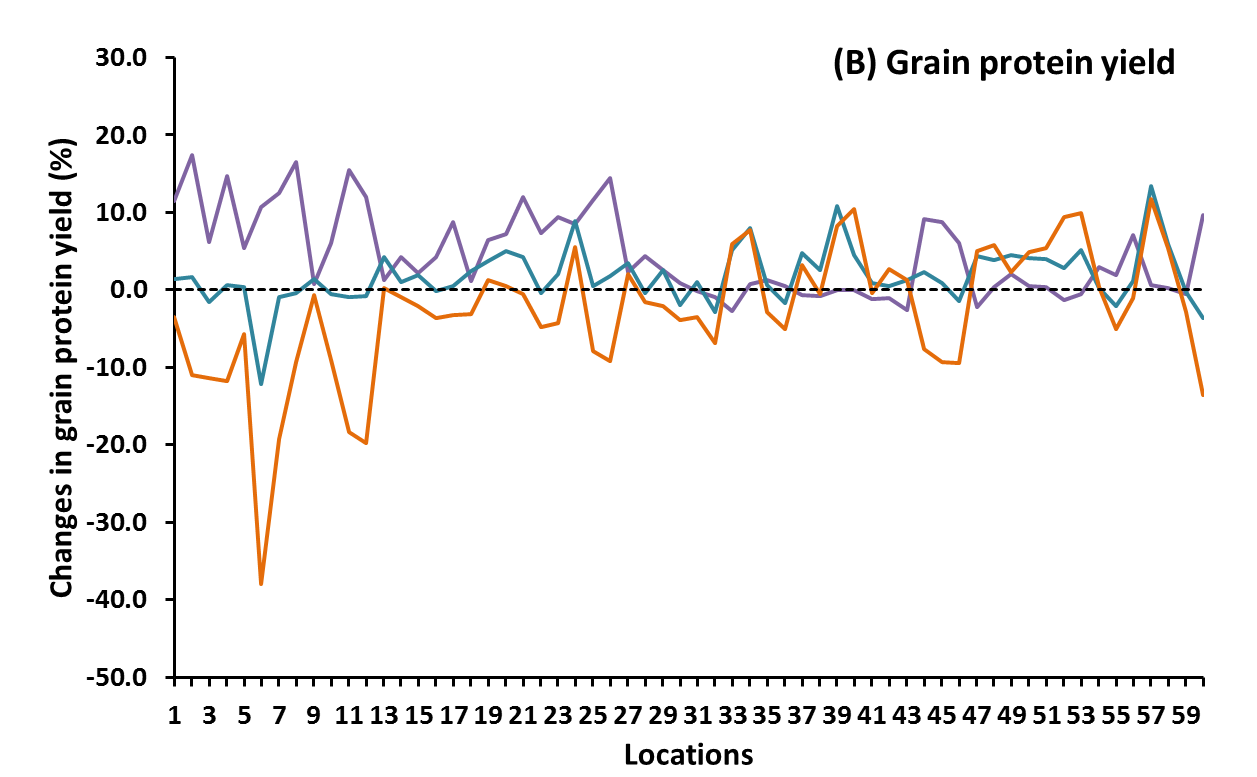 (B) Grain protein yield
Changes in grain protein yield (%)
30.0
20.0
10.0
0.0
-10.0
-20.0
-30.0
-40.0
-50.0
1 3 5 7 9 11 13 15 17 19 21 23 25 27 29 31 33 35 37 39 41 43 45 47 49 51 53 55 57 59
Locations